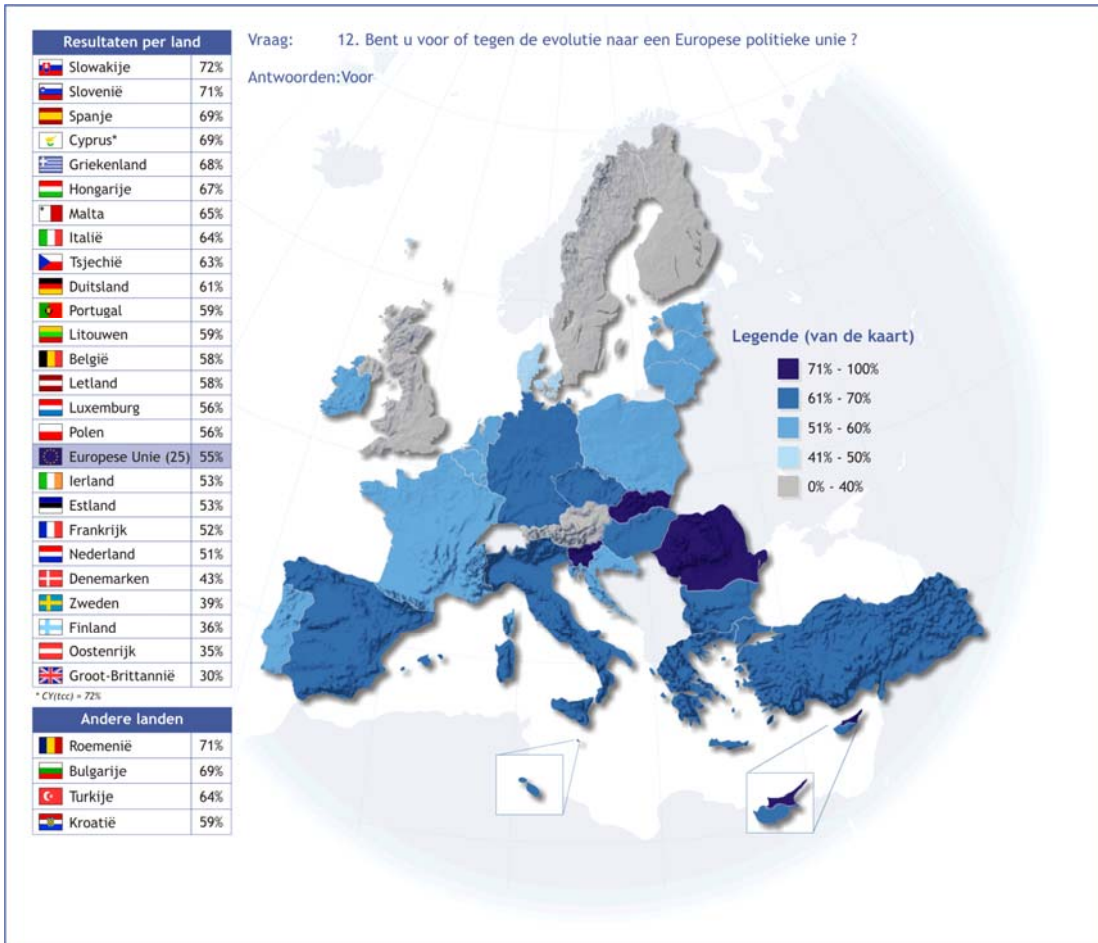 Resultaten per land
Slowakije 72%
Slovenië 71%
Spanje 69%
Cyprus* 69%
Griekenland 68%
Hongarije 67%
Malta 65%
Italië 64%
Tsjechië 63%
Duitsland 61%
Portugal 59%
Litouwen 59%
België 58%
Letland 58%
Luxemburg 56%
Polen 56%
Europese Unie (25) 55%
Ierland 53%
Estland 53%
Frankrijk 52%
Nederland 51%
Denemarken 43%
Zweden 39%
Finland 36%
Oostenrijk 35%
Groot-Brittannië 30%
* CY(tcc) = 72%
Andere landen
Roemenië 71%
Bulgarije 69%
Turkije 64%
Kroatië 59%
Vraag: 12. Bent u voor of tegen de evolutie naar een Europese politieke unie ?
Antwoorden:Voor
Legende (van de kaart)
71% - 100%
61% - 70%
51% - 60%
41% - 50%
0% - 40%